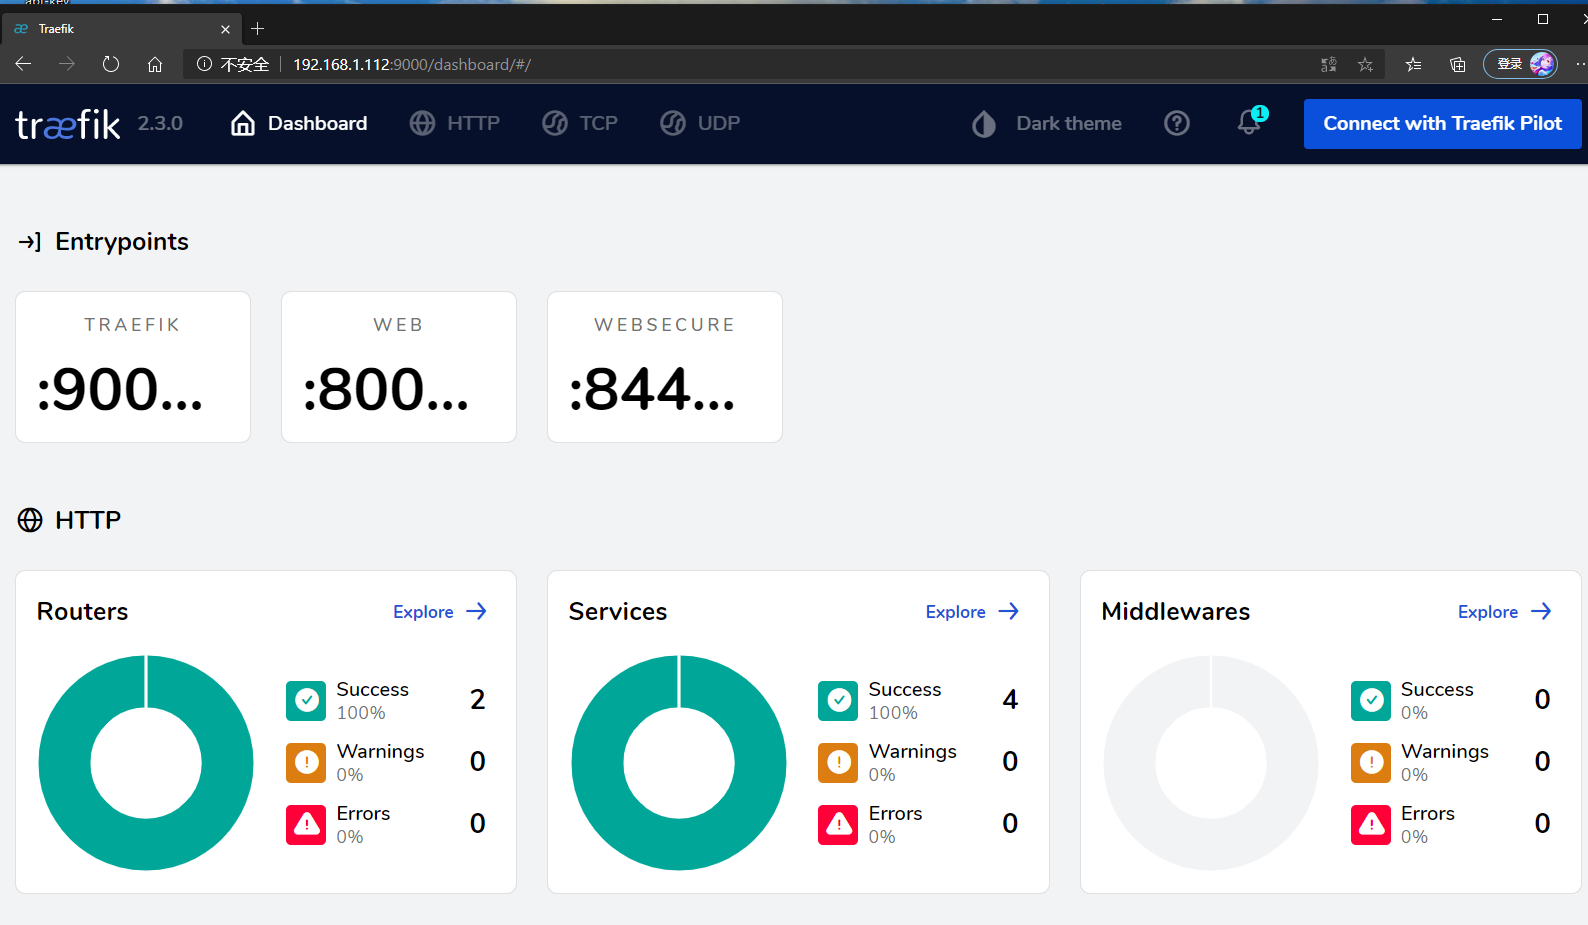 Traefik
不安全
192.168.1.112:9000/dashboard/#/
登录
træfik 2.3.0 Dashboard HTTP TCP UDP Dark theme 1 Connect with Traefik Pilot
Entrypoints
TRAEFIK
:900...
WEB
:800...
WEBSECURE
:844...
HTTP
Routers Explore
Success 2
100%
Warnings 0
0%
Errors 0
0%
Services Explore
Success 4
100%
Warnings 0
0%
Errors 0
0%
Middlewares Explore
Success 0
0%
Warnings 0
0%
Errors 0
0%